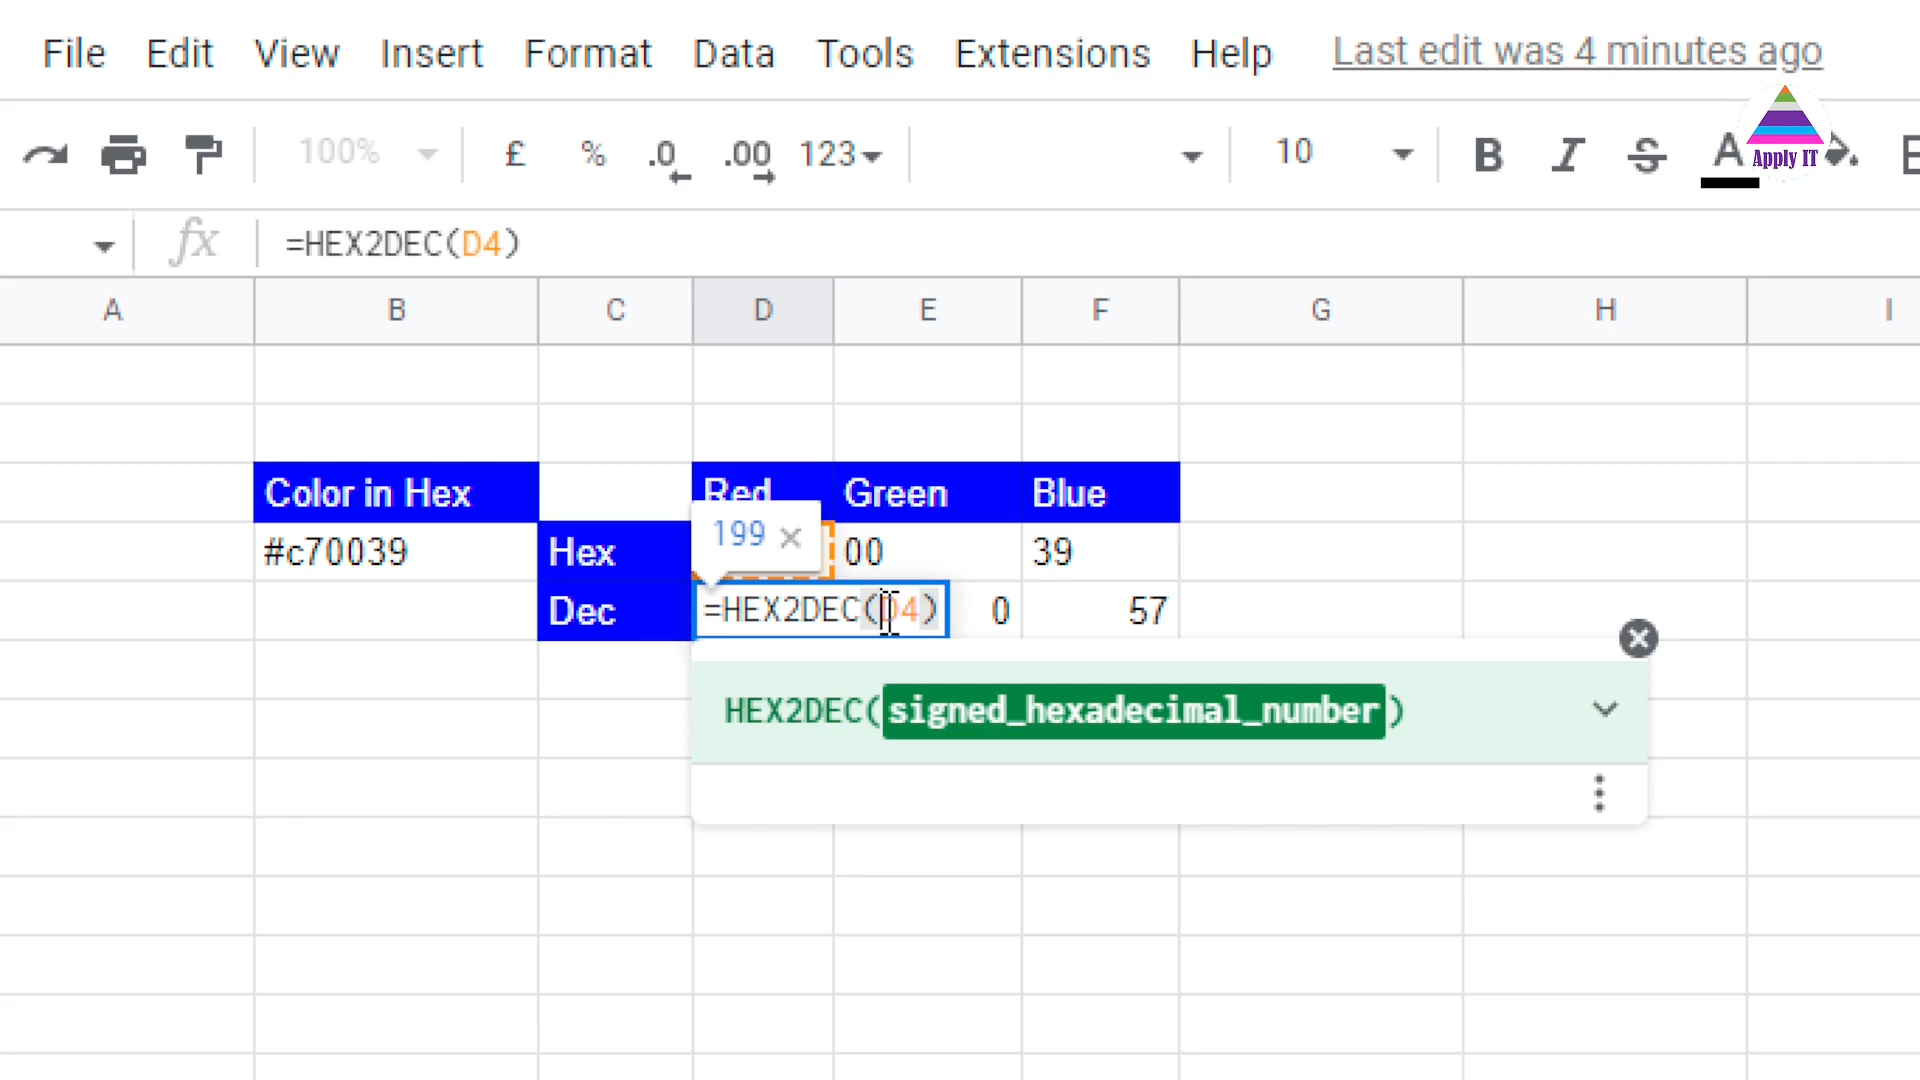 File Edit View Insert Format Data Tools Extensions Help Last edit was 4 minutes ago
100% £ % .0 .00 123 10 B I S A
Apply IT
fx =HEX2DEC(D4)
A B C D E F G H I
Color in Hex Red Green Blue
199
#c70039 Hex 00 39
Dec =HEX2DEC(D4) 0 57
HEX2DEC(signed_hexadecimal_number)